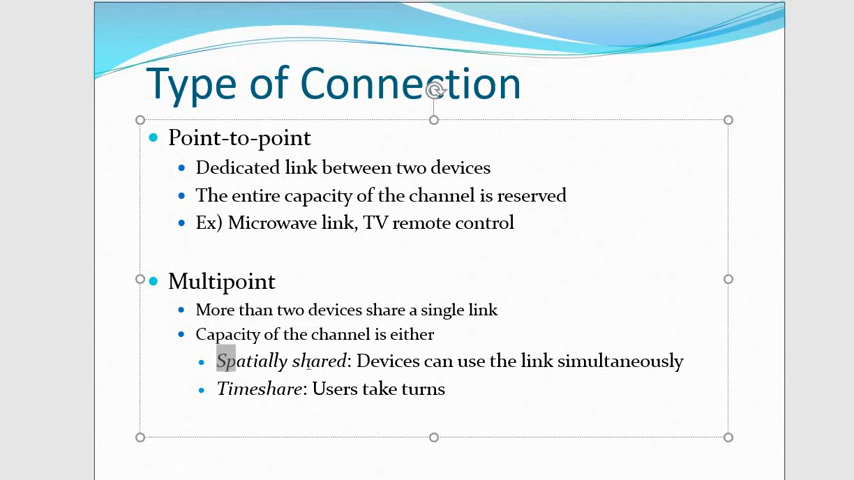 Type of Connection
Point-to-point
Dedicated link between two devices
The entire capacity of the channel is reserved
Ex) Microwave link, TV remote control
Multipoint
More than two devices share a single link
Capacity of the channel is either
Spatially shared: Devices can use the link simultaneously
Timeshare: Users take turns